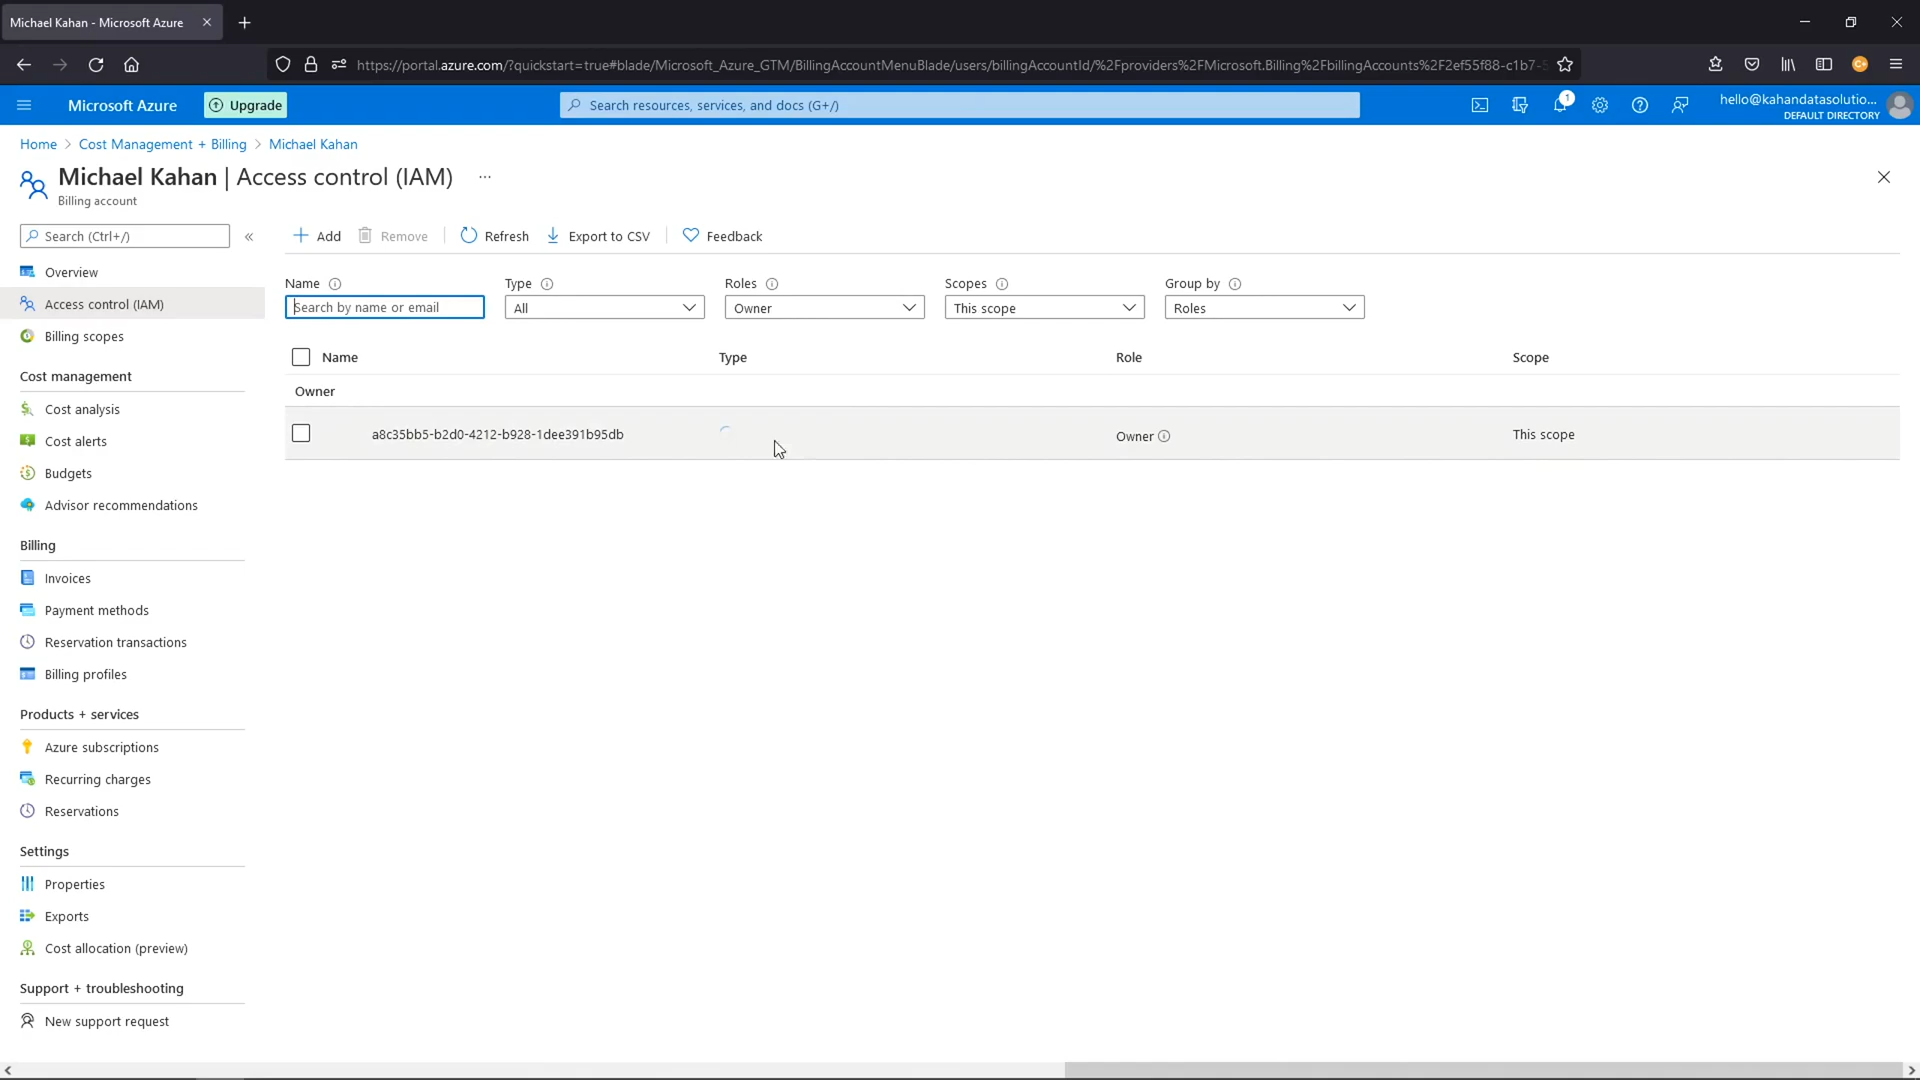 Michael Kahan - Microsoft Azure
https://portal.azure.com/?quickstart=true#blade/Microsoft_Azure_GTM/BillingAccountMenuBlade/users/billingAccountId/%2Fproviders%2FMicrosoft.Billing%2FbillingAccounts%2F2ef55f88-c1b7-5
Microsoft Azure
Upgrade
Search resources, services, and docs (G+/)
1
hello@kahandatasolutio...
DEFAULT DIRECTORY
Home > Cost Management + Billing > Michael Kahan
Michael Kahan | Access control (IAM) ...
Billing account
Search (Ctrl+/)
«
Overview
Access control (IAM)
Billing scopes
Cost management
Cost analysis
Cost alerts
Budgets
Advisor recommendations
Billing
Invoices
Payment methods
Reservation transactions
Billing profiles
Products + services
Azure subscriptions
Recurring charges
Reservations
Settings
Properties
Exports
Cost allocation (preview)
Support + troubleshooting
New support request
Add Remove Refresh Export to CSV Feedback
Name Type Roles Scopes Group by
Search by name or email All Owner This scope Roles
Name Type Role Scope
Owner
a8c35bb5-b2d0-4212-b928-1dee391b95db Owner This scope